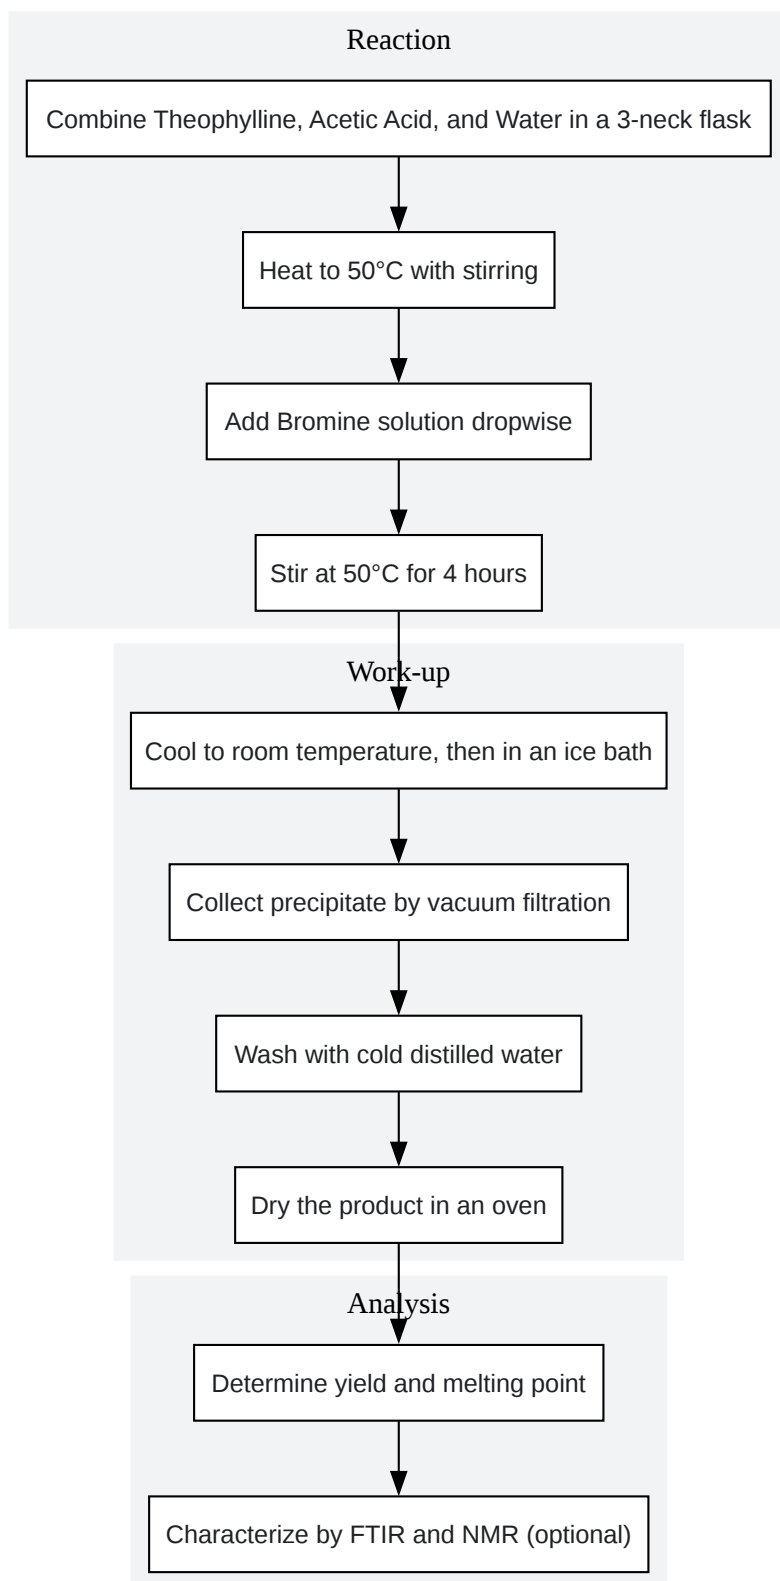 Reaction
Combine Theophylline, Acetic Acid, and Water in a 3-neck flask
Heat to 50°C with stirring
Add Bromine solution dropwise
Stir at 50°C for 4 hours
Work-up
Cool to room temperature, then in an ice bath
Collect precipitate by vacuum filtration
Wash with cold distilled water
Dry the product in an oven
Analysis
Determine yield and melting point
Characterize by FTIR and NMR (optional)